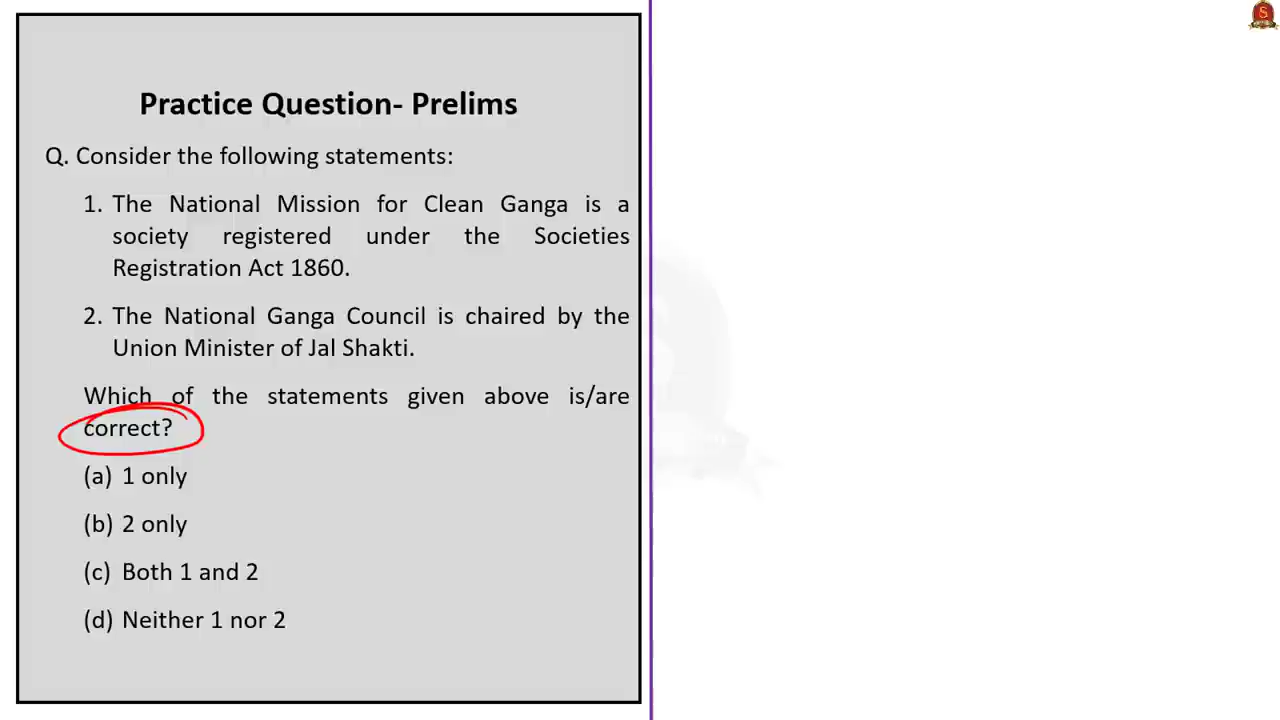 Practice Question- Prelims
Q. Consider the following statements:
1. The National Mission for Clean Ganga is a
society registered under the Societies
Registration Act 1860.
2. The National Ganga Council is chaired by the
Union Minister of Jal Shakti.
Which of the statements given above is/are
correct?
(a) 1 only
(b) 2 only
(c) Both 1 and 2
(d) Neither 1 nor 2
S